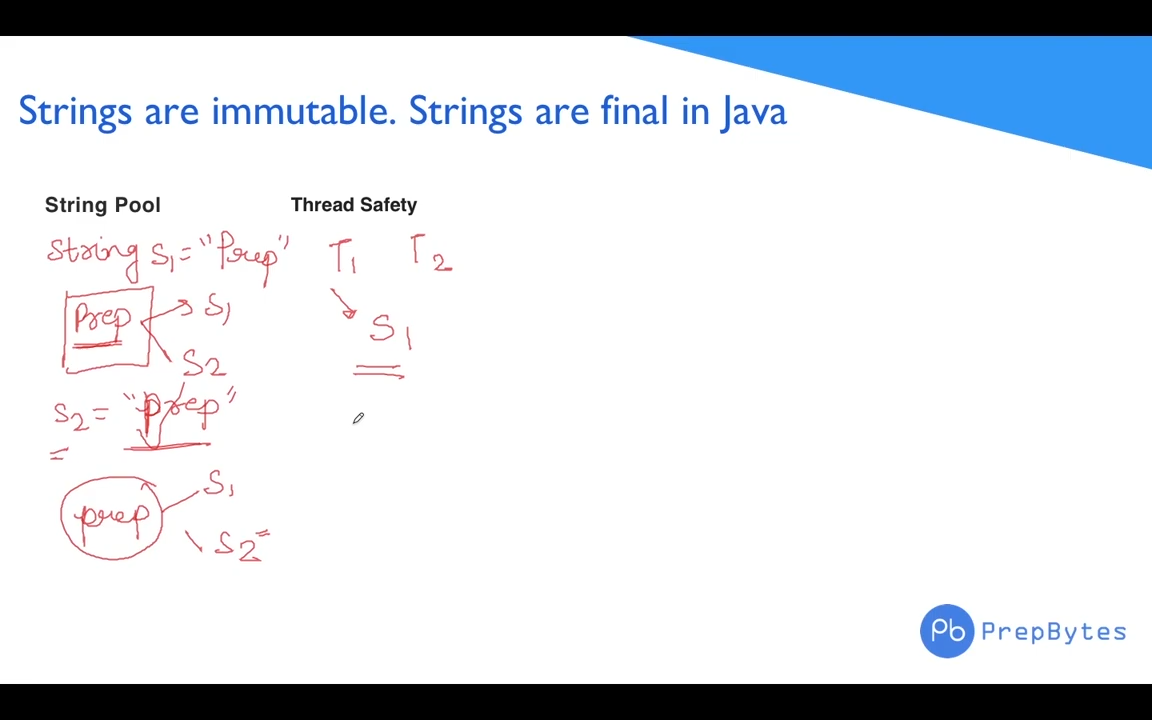 Strings are immutable. Strings are final in Java
String Pool
String S1 = "Prep"
Prep
S1
S2
S2 = "prep"
prep
S1
S2
Thread Safety
T1 T2
S1
Pb PrepBytes